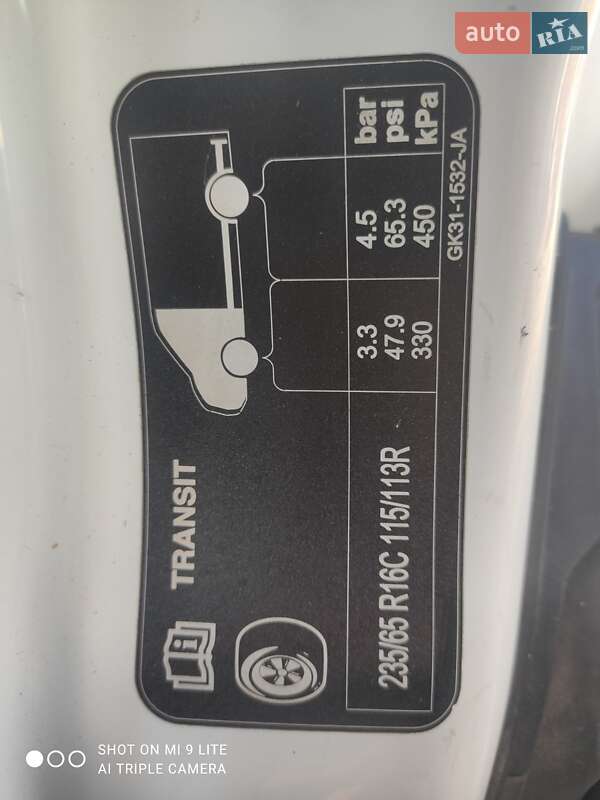 auto RIA .com
TRANSIT
bar
psi
kPa
235/65 R16C 115/113R
3.3
47.9
330
4.5
65.3
450
GK31-1532-JA
SHOT ON MI 9 LITE
AI TRIPLE CAMERA